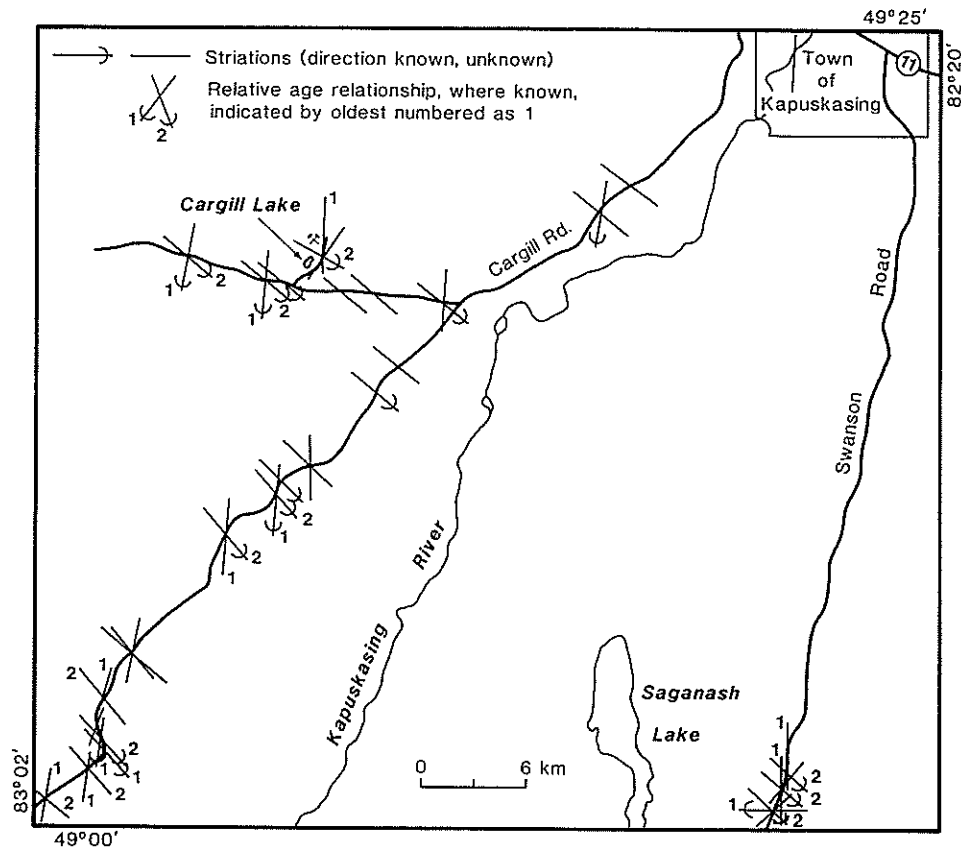 49°25′
82°20′
Striations (direction known, unknown)
Relative age relationship, where known,
indicated by oldest numbered as 1
1
2
11
Town
of
Kapuskasing
Cargill Lake
1
2
1
2
1
2
Cargill Rd.
Swanson Road
1
2
1
2
Kapuskasing River
Saganash
Lake
2
1
2
1
1
1
2
1
2
0 6 km
1
1
2
2
1
2
83°02′
49°00′